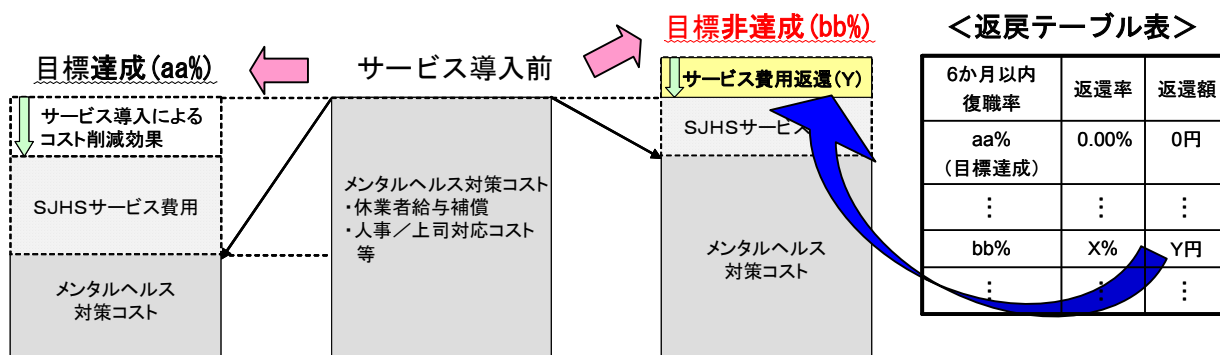 目標達成(aa%)
サービス導入による
コスト削減効果
SJHSサービス費用
メンタルヘルス
対策コスト
サービス導入前
メンタルヘルス対策コスト
・休業者給与補償
・人事／上司対応コスト
等
目標非達成(bb%)
サービス費用返還(Y)
SJHSサービス
メンタルヘルス
対策コスト
＜返戻テーブル表＞
6か月以内
復職率
返還率
返還額
aa%
(目標達成)
0.00%
0円
⋮
⋮
⋮
bb%
X%
Y円
⋮
⋮
⋮